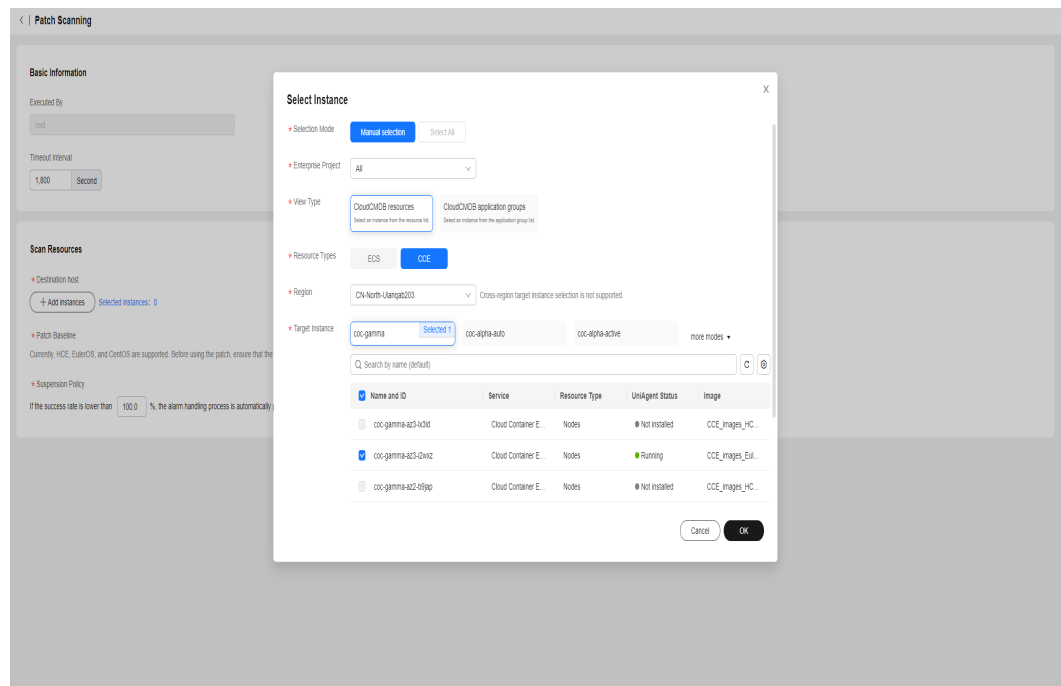 Patch Scanning
Basic Information
Executed By
root
Timeout Interval
1,800 Second
Scan Resources
* Destination host
+ Add instances Selected instances: 0
* Patch Baseline
Currently, HCE, EulerOS, and CentOS are supported. Before using the patch, ensure that the
* Suspension Policy
If the success rate is lower than 100.0 %, the alarm handling process is automatically
Select Instance X
* Selection Mode Manual selection Select All
* Enterprise Project All
* View Type CloudCMDB resources CloudCMDB application groups
Select an instance from the resource list. Select an instance from the application group list.
* Resource Types ECS CCE
* Region CN-North-Ulanqab203 Cross-region target instance selection is not supported.
* Target Instance coc-gamma Selected 1 coc-alpha-auto coc-alpha-active more modes
Search by name (default)
Name and ID Service Resource Type UniAgent Status Image
coc-gamma-az3-lx3ld Cloud Container E... Nodes Not installed CCE_images_HC...
coc-gamma-az3-i2wxz Cloud Container E... Nodes Running CCE_images_Eul...
coc-gamma-az2-b9jap Cloud Container E... Nodes Not installed CCE_images_HC...
Cancel OK